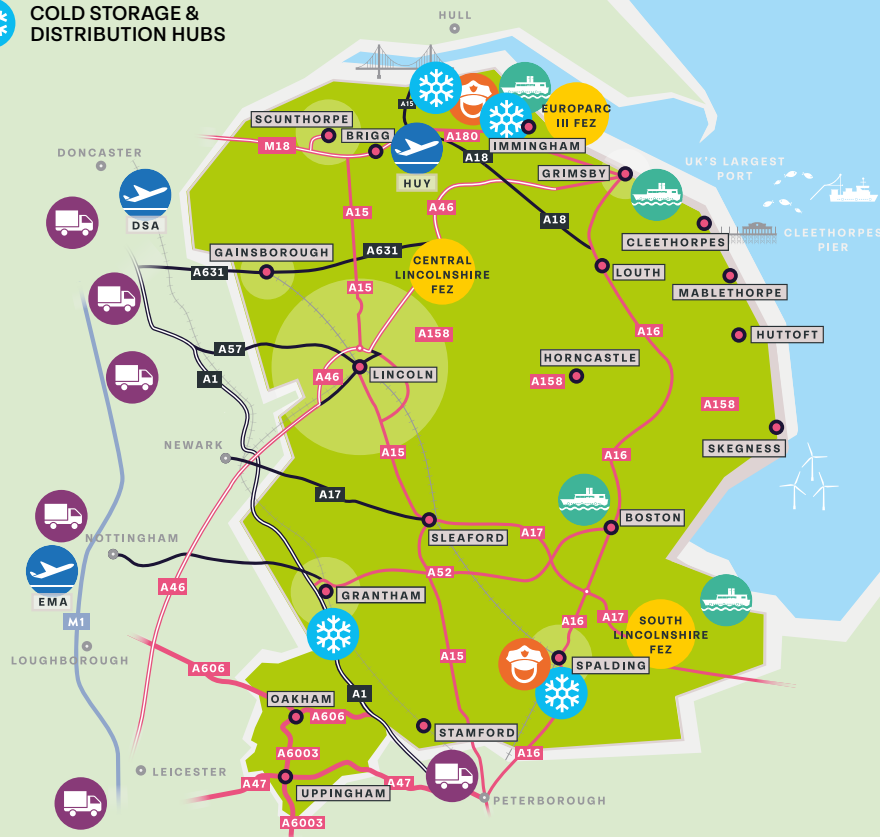 COLD STORAGE &
DISTRIBUTION HUBS
HULL
A15
EUROPARC
III FEZ
SCUNTHORPE
BRIGG
A180
M18
IMMINGHAM
A18
DONCASTER
UK'S LARGEST
PORT
GRIMSBY
HUY
DSA
A15
A46
A18
CLEETHORPES
CLEETHORPES
PIER
GAINSBOROUGH
A631
A631
CENTRAL
LINCOLNSHIRE
FEZ
LOUTH
A15
MABLETHORPE
A158
A16
HUTTOFT
A57
HORNCASTLE
A1
A46
LINCOLN
A158
A158
NEWARK
A15
A16
SKEGNESS
A17
BOSTON
A17
SLEAFORD
NOTTINGHAM
A52
EMA
A46
GRANTHAM
M1
A16
A17
SOUTH
LINCOLNSHIRE
FEZ
LOUGHBOROUGH
A606
A15
SPALDING
OAKHAM
A1
A606
STAMFORD
A6003
A16
LEICESTER
A47
A47
UPPINGHAM
PETERBOROUGH
A6003